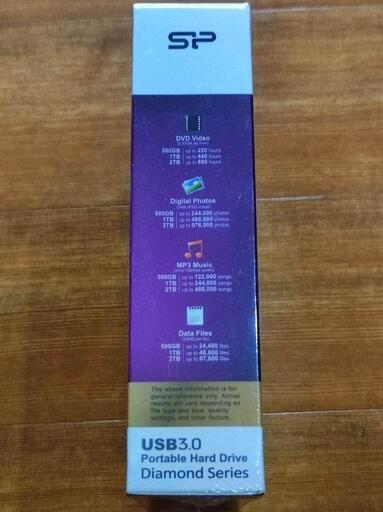 SP
DVD Video
500GB up to 220 hours
1TB up to 440 hours
2TB up to 880 hours
Digital Photos
500GB up to 244,000 photos
1TB up to 488,000 photos
2TB up to 976,000 photos
MP3 Music
500GB up to 122,000 songs
1TB up to 244,000 songs
2TB up to 488,000 songs
Data Files
500GB up to 24,400 files
1TB up to 48,800 files
2TB up to 97,600 files
The above information is for
general reference only. Actual
results will vary depending on
file type and size, quality
settings, and other factors.
USB3.0
Portable Hard Drive
Diamond Series